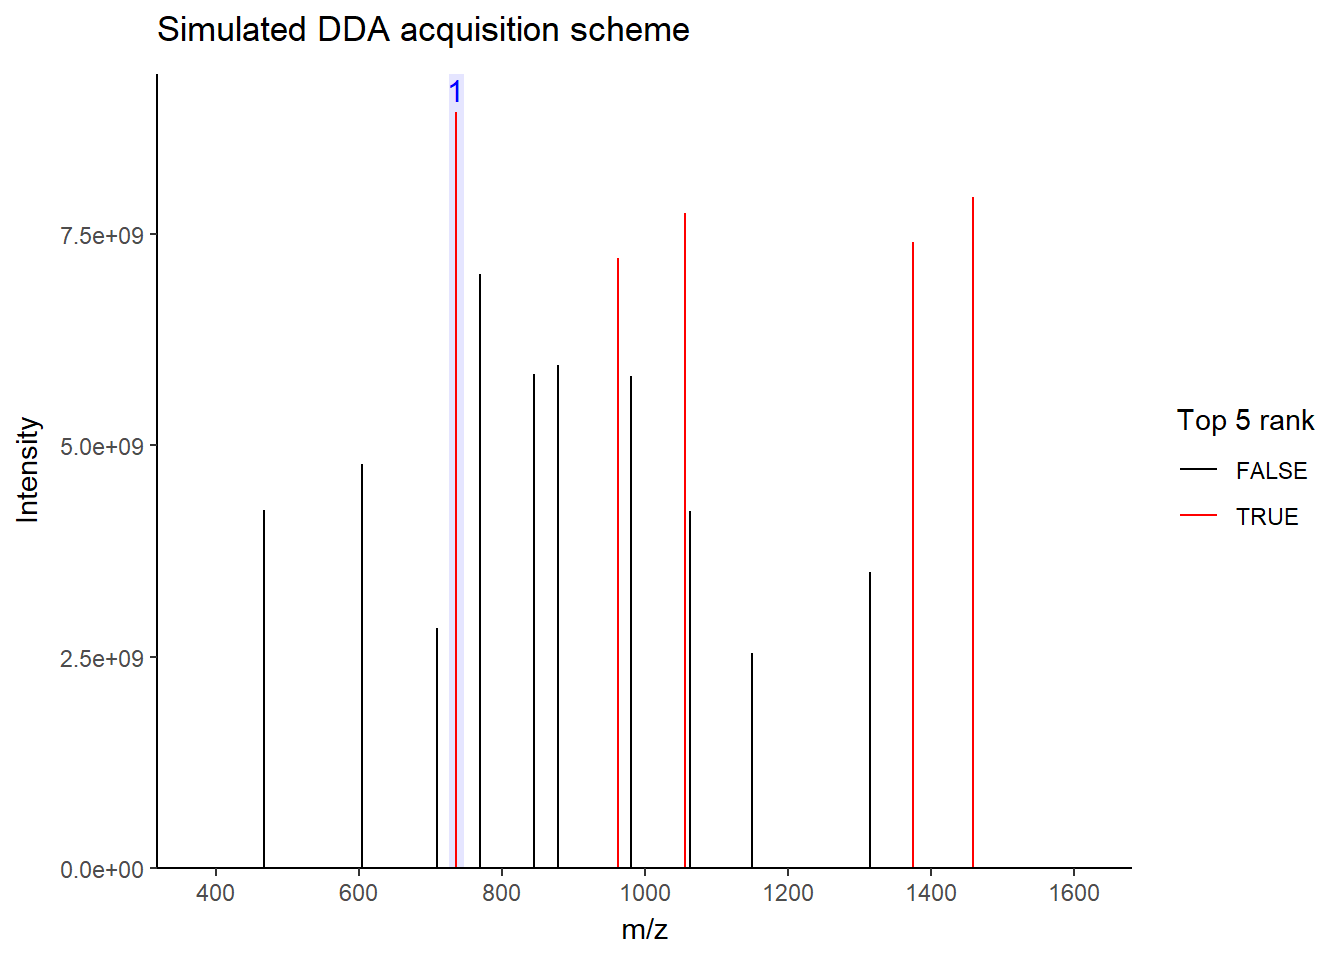 Simulated DDA acquisition scheme
1
7.5e+09
5.0e+09
2.5e+09
0.0e+00
Intensity
400 600 800 1000 1200 1400 1600
m/z
Top 5 rank
FALSE
TRUE